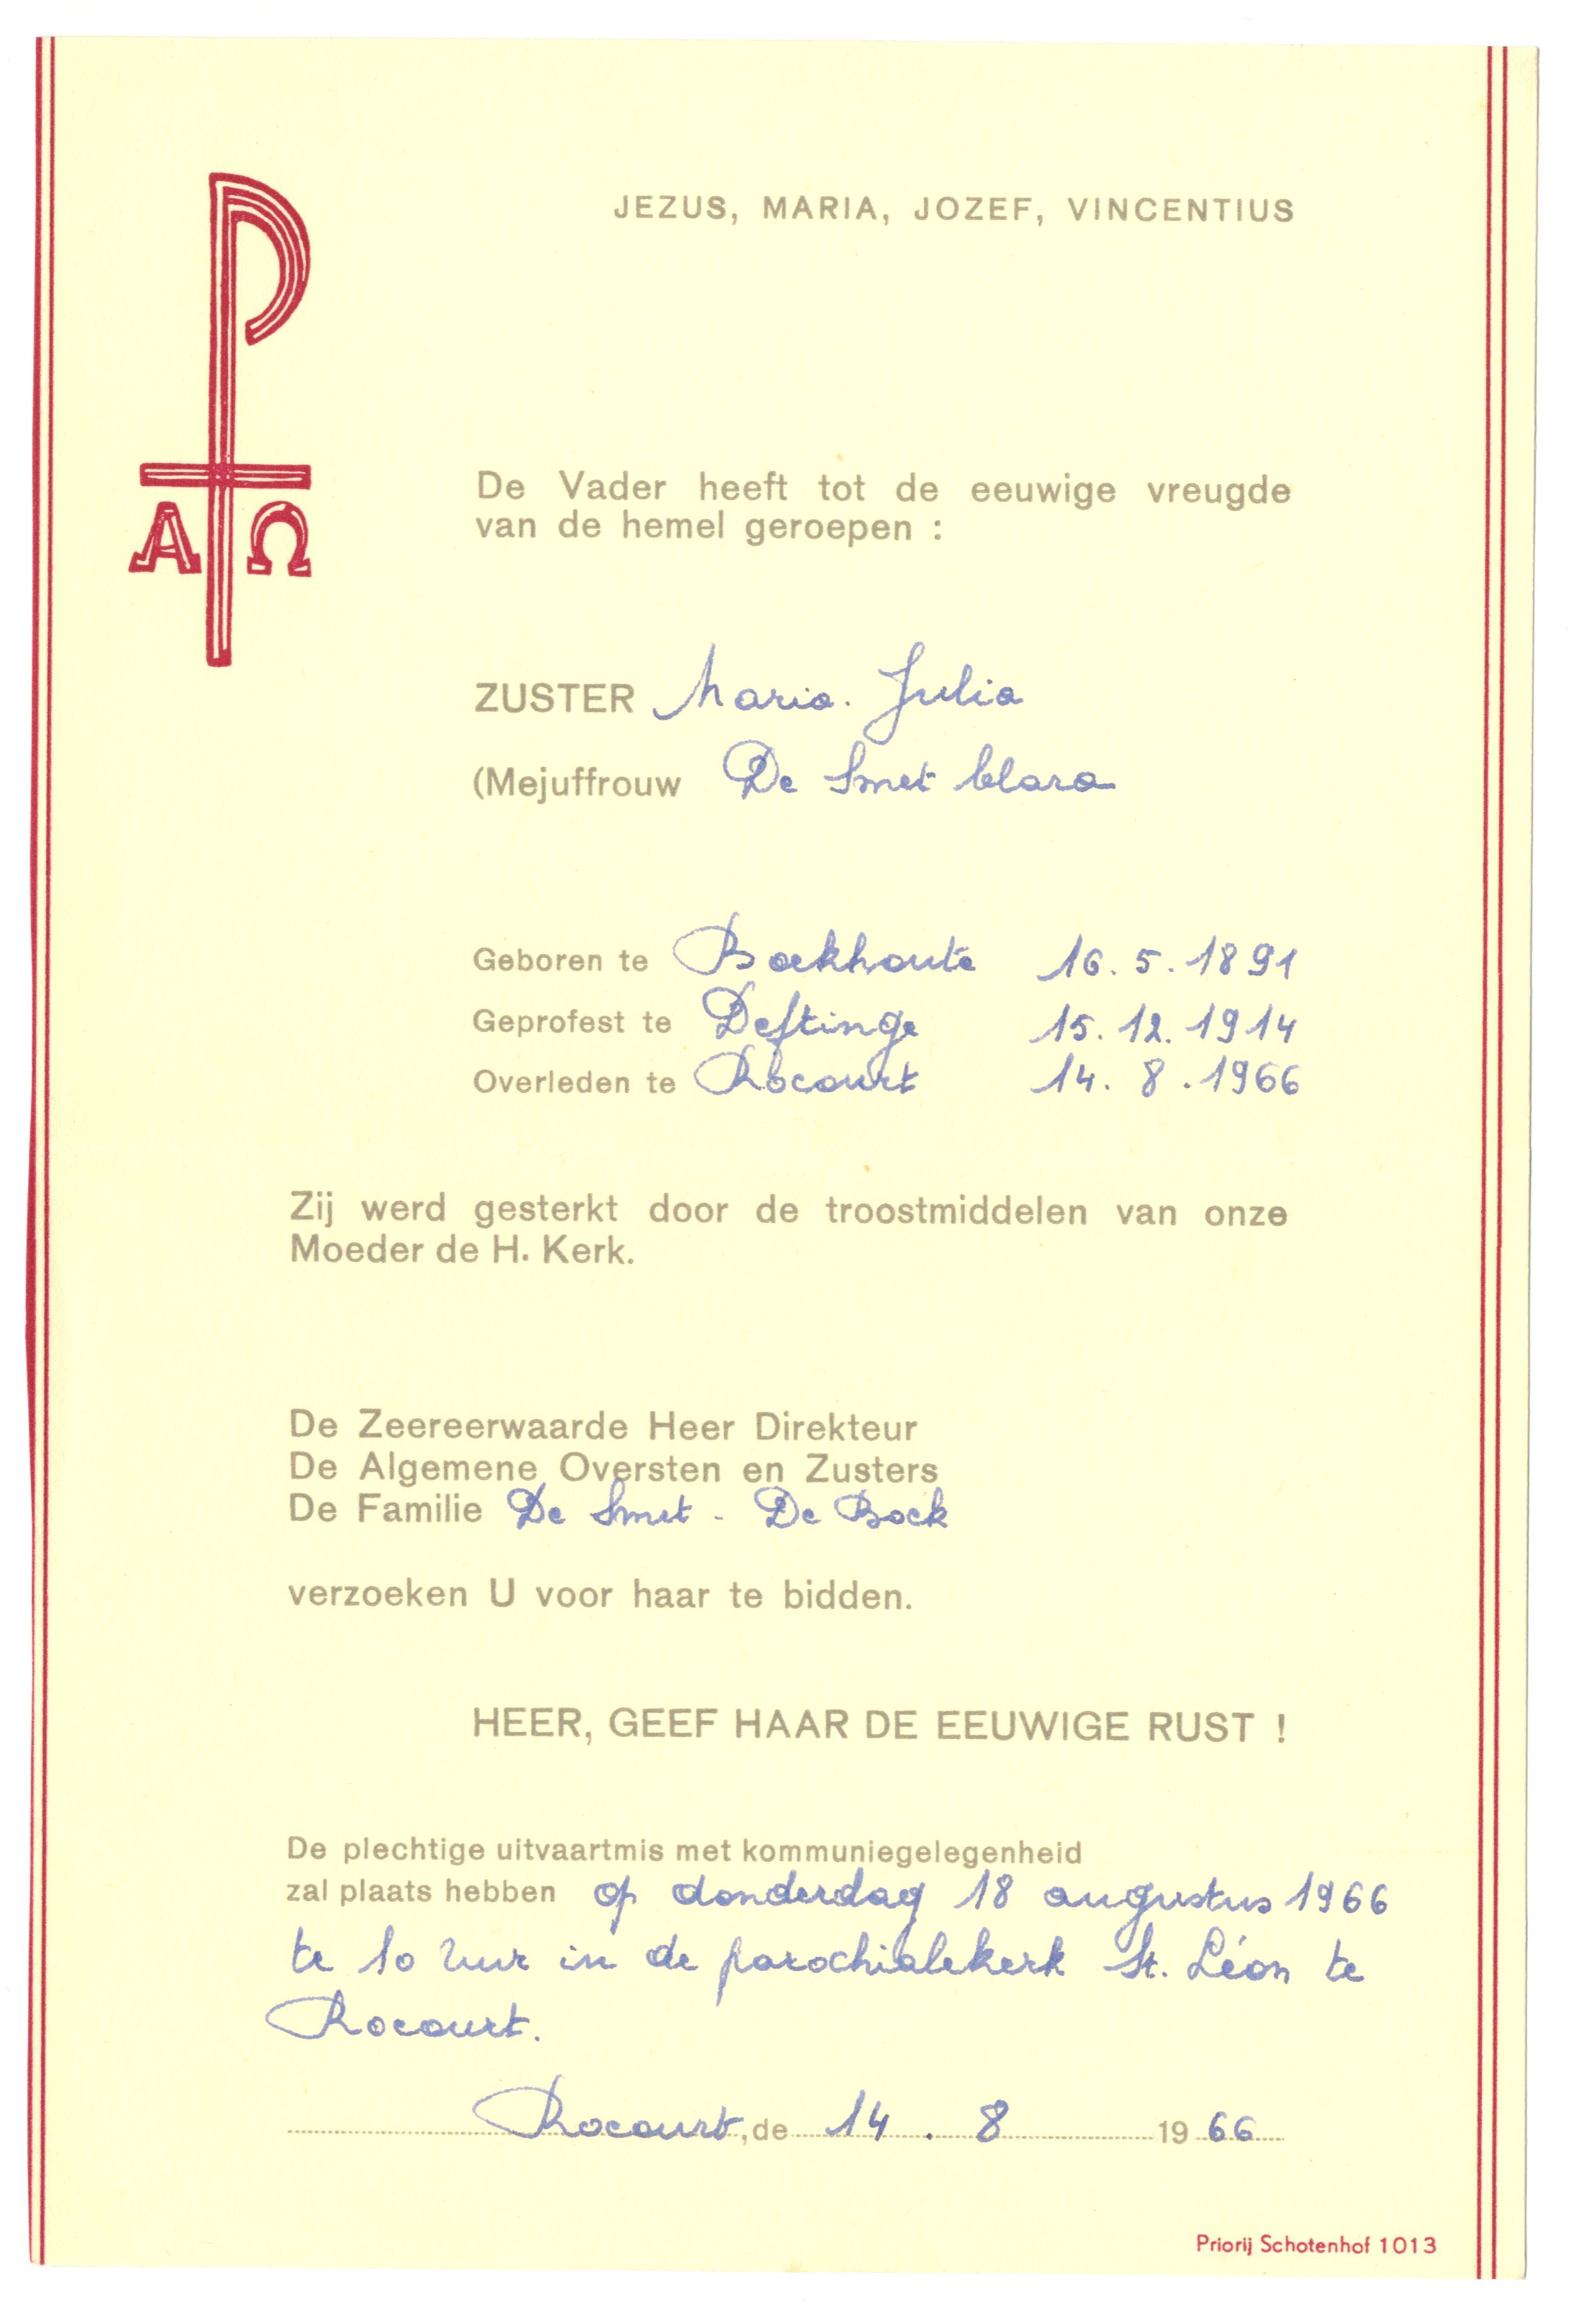 JEZUS, MARIA, JOZEF, VINCENTIUS
De Vader heeft tot de eeuwige vreugde
van de hemel geroepen :
Α Ω
ZUSTER Maria. Julia
(Mejuffrouw De Smet Clara
Geboren te Boekhoute 16. 5. 1891
Geprofest te Deftinge 15. 12. 1914
Overleden te Rocourt 14. 8. 1966
Zij werd gesterkt door de troostmiddelen van onze
Moeder de H. Kerk.
De Zeereerwaarde Heer Direkteur
De Algemene Oversten en Zusters
De Familie De Smet - De Bock
verzoeken U voor haar te bidden.
HEER, GEEF HAAR DE EEUWIGE RUST !
De plechtige uitvaartmis met kommuniegelegenheid
zal plaats hebben op donderdag 18 augustus 1966
te 10 uur in de parochialekerk St. Léon te
Rocourt.
Rocourt, de 14 . 8 1966
Priorij Schotenhof 1013